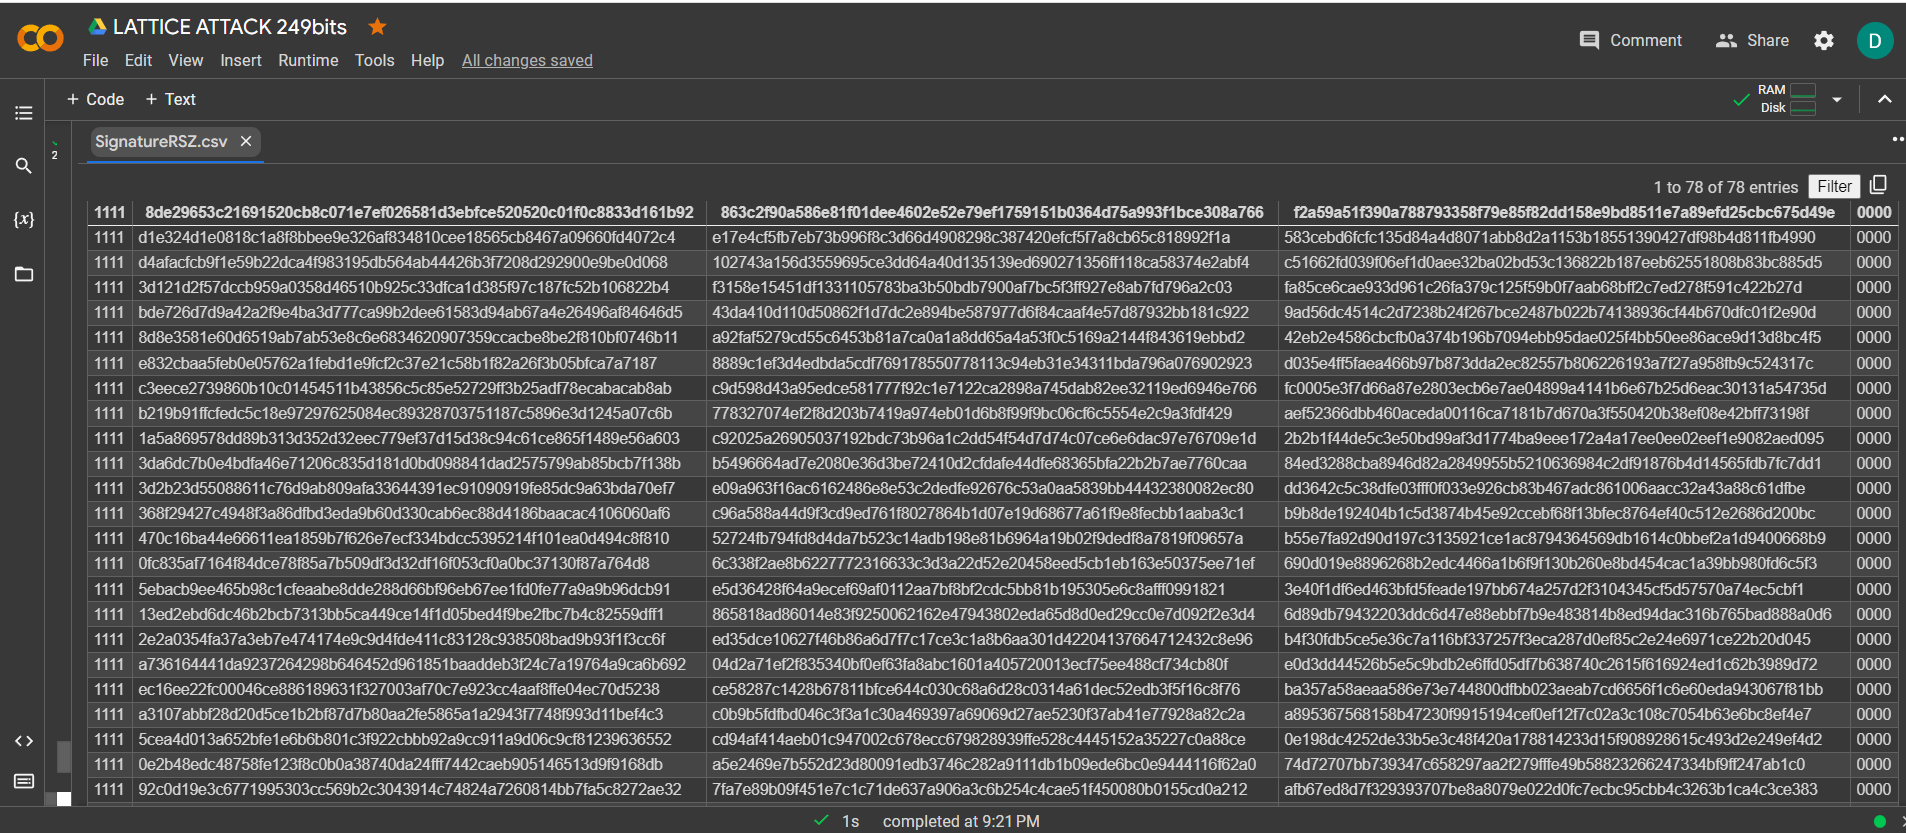 LATTICE ATTACK 249bits
Comment Share D
File Edit View Insert Runtime Tools Help All changes saved
+ Code + Text RAM Disk
SignatureRSZ.csv
2
1 to 78 of 78 entries Filter
1111 8de29653c21691520cb8c071e7ef026581d3ebfce520520c01f0c8833d161b92 863c2f90a586e81f01dee4602e52e79ef1759151b0364d75a993f1bce308a766 f2a59a51f390a788793358f79e85f82dd158e9bd8511e7a89efd25cbc675d49e 0000
1111 d1e324d1e0818c1a8f8bbee9e326af834810cee18565cb8467a09660fd4072c4 e17e4cf5fb7eb73b996f8c3d66d4908298c387420efcf5f7a8cb65c818992f1a 583cebd6fcfc135d84a4d8071abb8d2a1153b18551390427df98b4d811fb4990 0000
1111 d4afacfcb9f1e59b22dca4f983195db564ab44426b3f7208d292900e9be0d068 102743a156d3559695ce3dd64a40d135139ed690271356ff118ca58374e2abf4 c51662fd039f06ef1d0aee32ba02bd53c136822b187eeb62551808b83bc885d5 0000
1111 3d121d2f57dccb959a0358d46510b925c33dfca1d385f97c187fc52b106822b4 f3158e15451df1331105783ba3b50bdb7900af7bc5f3ff927e8ab7fd796a2c03 fa85ce6cae933d961c26fa379c125f59b0f7aab68bff2c7ed278f591c422b27d 0000
1111 bde726d7d9a42a2f9e4ba3d777ca99b2dee61583d94ab67a4e26496af84646d5 43da410d110d50862f1d7dc2e894be587977d6f84caaf4e57d87932bb181c922 9ad56dc4514c2d7238b24f267bce2487b022b74138936cf44b670dfc01f2e90d 0000
1111 8d8e3581e60d6519ab7ab53e8c6e6834620907359ccacbe8be2f810bf0746b11 a92faf5279cd55c6453b81a7ca0a1a8dd65a4a53f0c5169a2144f843619ebbd2 42eb2e4586cbcfb0a374b196b7094ebb95dae025f4bb50ee86ace9d13d8bc4f5 0000
1111 e832cbaa5feb0e05762a1febd1e9fcf2c37e21c58b1f82a26f3b05bfca7a7187 8889c1ef3d4edbda5cdf769178550778113c94eb31e34311bda796a076902923 d035e4ff5faea466b97b873dda2ec82557b806226193a7f27a958fb9c524317c 0000
1111 c3eece2739860b10c01454511b43856c5c85e52729ff3b25adf78ecabacab8ab c9d598d43a95edce581777f92c1e7122ca2898a745dab82ee32119ed6946e766 fc0005e3f7d66a87e2803ecb6e7ae04899a4141b6e67b25d6eac30131a54735d 0000
1111 b219b91ffcfedc5c18e97297625084ec89328703751187c5896e3d1245a07c6b 778327074ef2f8d203b7419a974eb01d6b8f99f9bc06cf6c5554e2c9a3fdf429 aef52366dbb460aceda00116ca7181b7d670a3f550420b38ef08e42bff73198f 0000
1111 1a5a869578dd89b313d352d32eec779ef37d15d38c94c61ce865f1489e56a603 c92025a26905037192bdc73b96a1c2dd54f54d7d74c07ce6e6dac97e76709e1d 2b2b1f44de5c3e50bd99af3d1774ba9eee172a4a17ee0ee02eef1e9082aed095 0000
1111 3da6dc7b0e4bdfa46e71206c835d181d0bd098841dad2575799ab85bcb7f138b b5496664ad7e2080e36d3be72410d2cfdafe44dfe68365bfa22b2b7ae7760caa 84ed3288cba8946d82a2849955b5210636984c2df91876b4d14565fdb7fc7dd1 0000
1111 3d2b23d55088611c76d9ab809afa33644391ec91090919fe85dc9a63bda70ef7 e09a963f16ac6162486e8e53c2dedfe92676c53a0aa5839bb44432380082ec80 dd3642c5c38dfe03fff0f033e926cb83b467adc861006aacc32a43a88c61dfbe 0000
1111 368f29427c4948f3a86dfbd3eda9b60d330cab6ec88d4186baacac4106060af6 c96a588a44d9f3cd9ed761f8027864b1d07e19d68677a61f9e8fecbb1aaba3c1 b9b8de192404b1c5d3874b45e92ccebf68f13bfec8764ef40c512e2686d200bc 0000
1111 470c16ba44e66611ea1859b7f626e7ecf334bdcc5395214f101ea0d494c8f810 52724fb794fd8d4da7b523c14adb198e81b6964a19b02f9dedf8a7819f09657a b55e7fa92d90d197c3135921ce1ac8794364569db1614c0bbef2a1d9400668b9 0000
1111 0fc835af7164f84dce78f85a7b509df3d32df16f053cf0a0bc37130f87a764d8 6c338f2ae8b6227772316633c3d3a22d52e20458eed5cb1eb163e50375ee71ef 690d019e8896268b2edc4466a1b6f9f130b260e8bd454cac1a39bb980fd6c5f3 0000
1111 5ebacb9ee465b98c1cfeaabe8dde288d66bf96eb67ee1fd0fe77a9a9b96dcb91 e5d36428f64a9ecef69af0112aa7bf8bf2cdc5bb81b195305e6c8afff0991821 3e40f1df6ed463bfd5feade197bb674a257d2f3104345cf5d57570a74ec5cbf1 0000
1111 13ed2ebd6dc46b2bcb7313bb5ca449ce14f1d05bed4f9be2fbc7b4c82559dff1 865818ad86014e83f9250062162e47943802eda65d8d0ed29cc0e7d092f2e3d4 6d89db79432203ddc6d47e88ebbf7b9e483814b8ed94dac316b765bad888a0d6 0000
1111 2e2a0354fa37a3eb7e474174e9c9d4fde411c83128c938508bad9b93f1f3cc6f ed35dce10627f46b86a6d7f7c17ce3c1a8b6aa301d42204137664712432c8e96 b4f30fdb5ce5e36c7a116bf337257f3eca287d0ef85c2e24e6971ce22b20d045 0000
1111 a736164441da9237264298b646452d961851baaddeb3f24c7a19764a9ca6b692 04d2a71ef2f835340bf0ef63fa8abc1601a405720013ecf75ee488cf734cb80f e0d3dd44526b5e5c9bdb2e6ffd05df7b638740c2615f616924ed1c62b3989d72 0000
1111 ec16ee22fc00046ce886189631f327003af70c7e923cc4aaf8ffe04ec70d5238 ce58287c1428b67811bfce644c030c68a6d28c0314a61dec52edb3f5f16c8f76 ba357a58aeaa586e73e744800dfbb023aeab7cd6656f1c6e60eda943067f81bb 0000
1111 a3107abbf28d20d5ce1b2bf87d7b80aa2fe5865a1a2943f7748f993d11bef4c3 c0b9b5fdfbd046c3f3a1c30a469397a69069d27ae5230f37ab41e77928a82c2a a895367568158b47230f9915194cef0ef12f7c02a3c108c7054b63e6bc8ef4e7 0000
1111 5cea4d013a652bfe1e6b6b801c3f922cbbb92a9cc911a9d06c9cf81239636552 cd94af414aeb01c947002c678ecc679828939ffe528c4445152a35227c0a88ce 0e198dc4252de33b5e3c48f420a178814233d15f908928615c493d2e249ef4d2 0000
1111 0e2b48edc48758fe123f8c0b0a38740da24fff7442caeb905146513d9f9168db a5e2469e7b552d23d80091edb3746c282a9111db1b09ede6bc0e9444116f62a0 74d72707bb739347c658297aa2f279fffe49b58823266247334bf9ff247ab1c0 0000
1111 92c0d19e3c6771995303cc569b2c3043914c74824a7260814bb7fa5c8272ae32 7fa7e89b09f451e7c1c71de637a906a3c6b254c4cae51f450080b0155cd0a212 afb67ed8d7f329393707be8a8079e022d0fc7ecbc95cbb4c3263b1ca4c3ce383 0000
1s completed at 9:21 PM